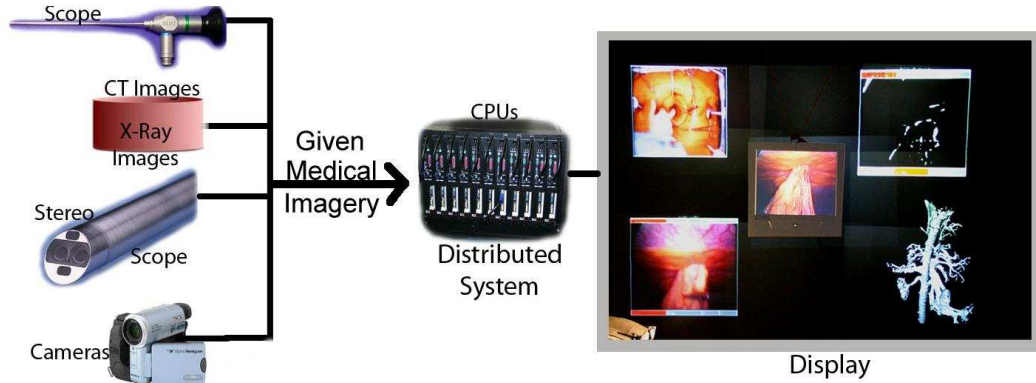 Scope
CT Images
X-Ray
Images
Stereo
Scope
Cameras
Given
Medical
Imagery
CPUs
Distributed
System
Display